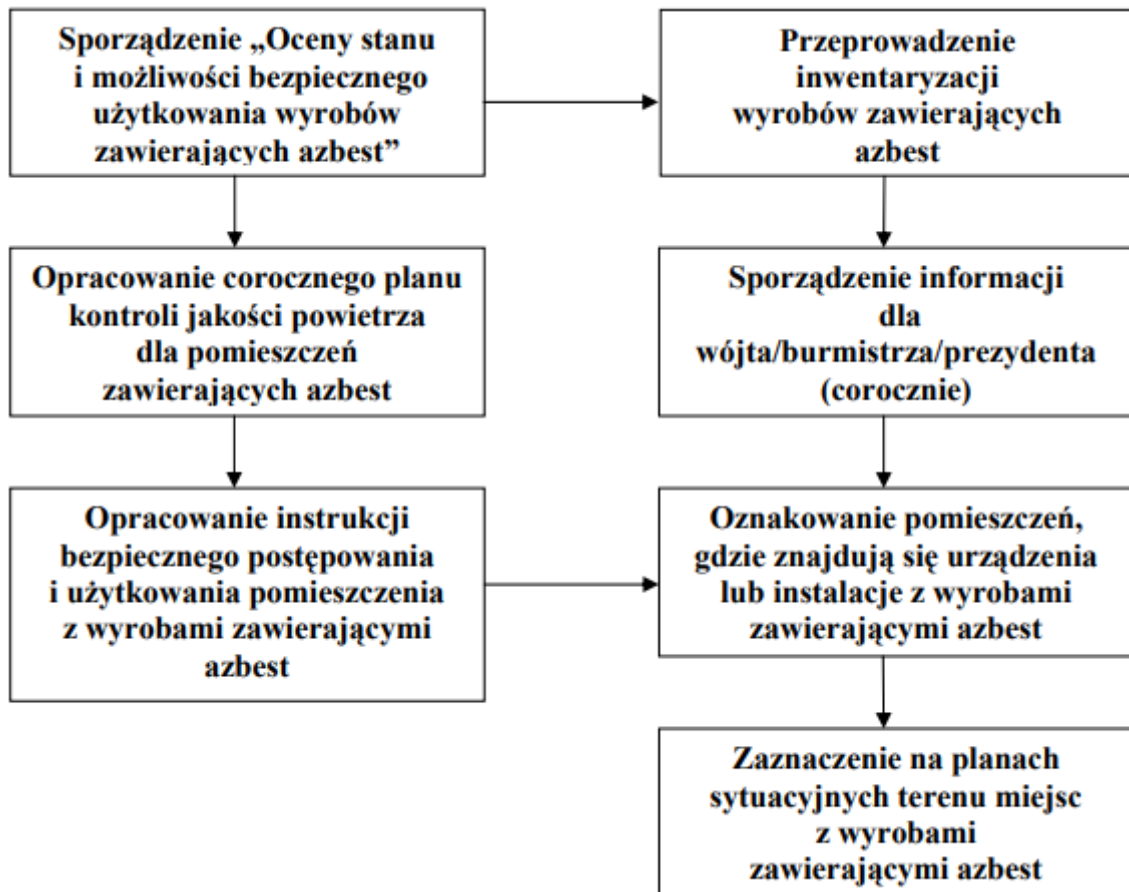 Sporządzenie „Oceny stanu
i możliwości bezpiecznego
użytkowania wyrobów
zawierających azbest”
Przeprowadzenie
inwentaryzacji
wyrobów zawierających
azbest
Opracowanie corocznego planu
kontroli jakości powietrza
dla pomieszczeń
zawierających azbest
Sporządzenie informacji
dla
wójta/burmistrza/prezydenta
(corocznie)
Opracowanie instrukcji
bezpiecznego postępowania
i użytkowania pomieszczenia
z wyrobami zawierającymi
azbest
Oznakowanie pomieszczeń,
gdzie znajdują się urządzenia
lub instalacje z wyrobami
zawierającymi azbest
Zaznaczenie na planach
sytuacyjnych terenu miejsc
z wyrobami
zawierającymi azbest